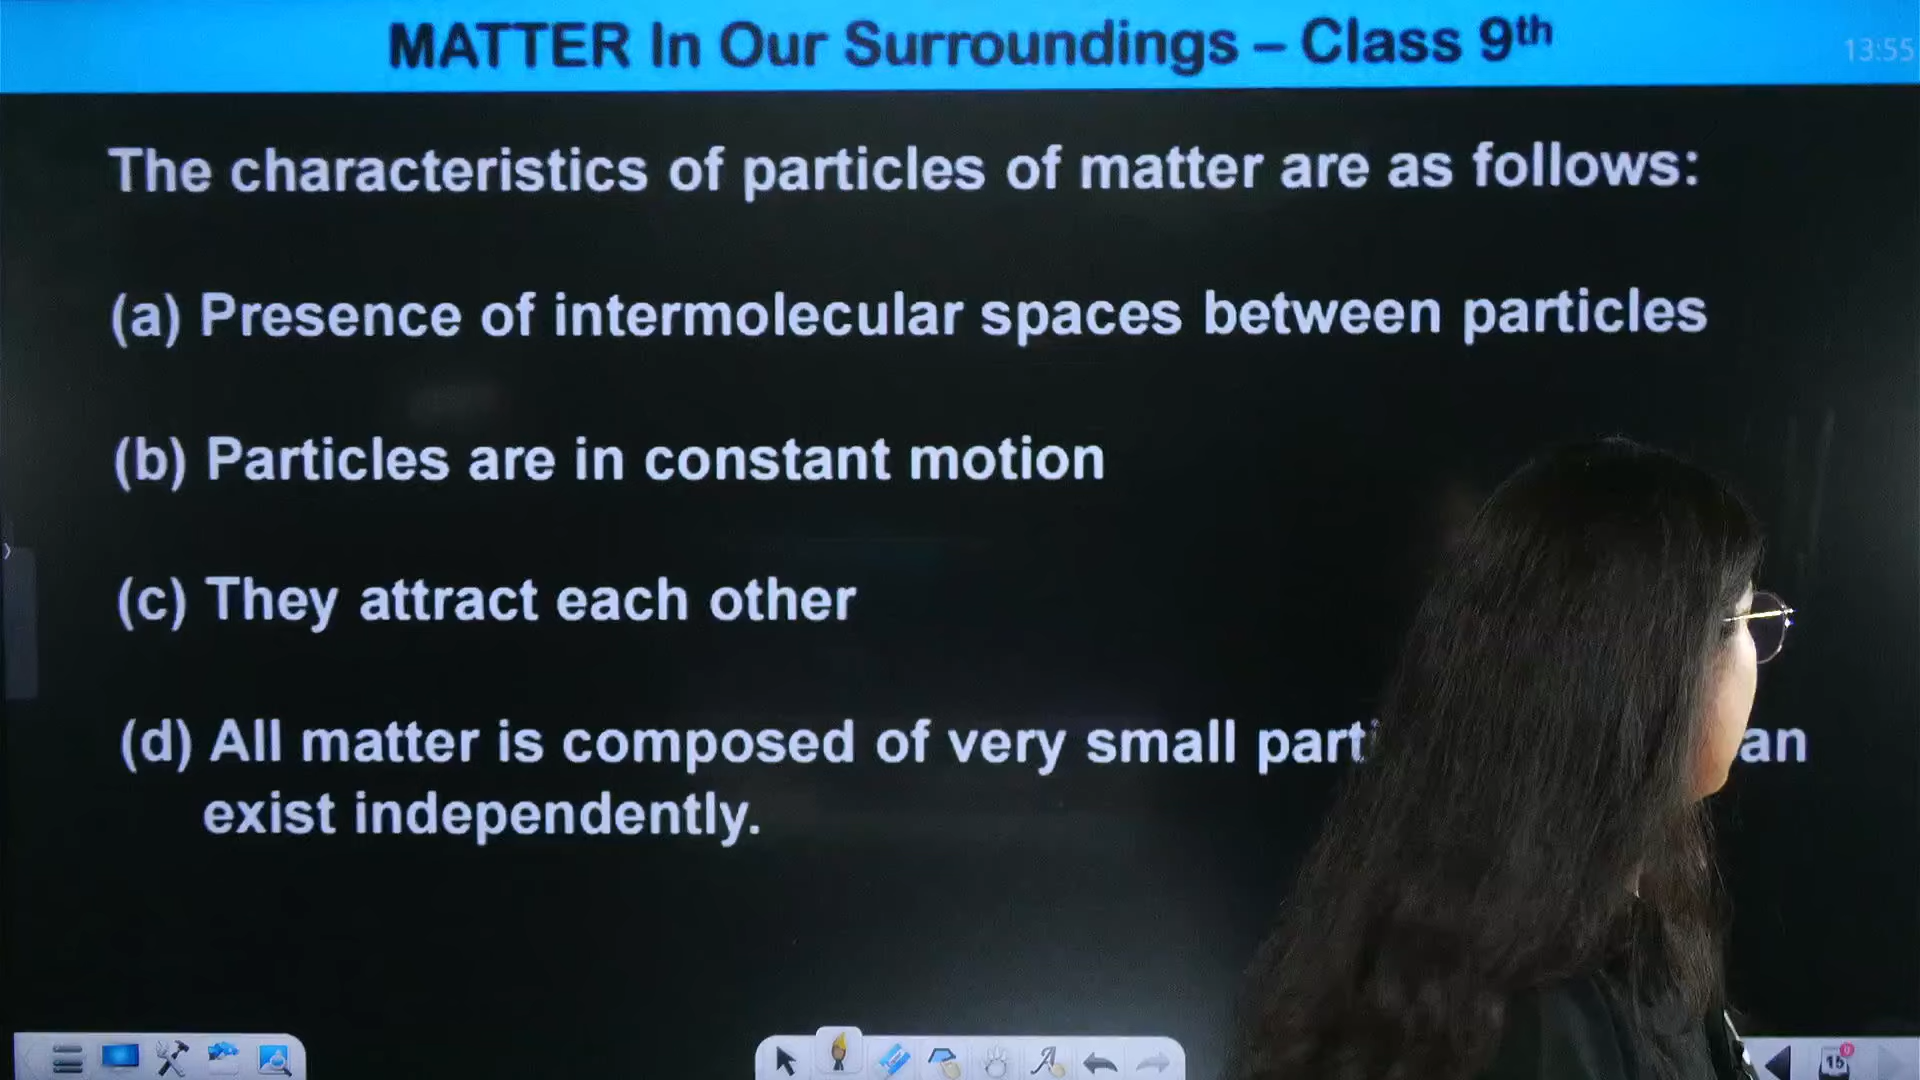 MATTER In Our Surroundings – Class 9th
13:55
The characteristics of particles of matter are as follows:
(a) Presence of intermolecular spaces between particles
(b) Particles are in constant motion
(c) They attract each other
(d) All matter is composed of very small
exist independently.
15